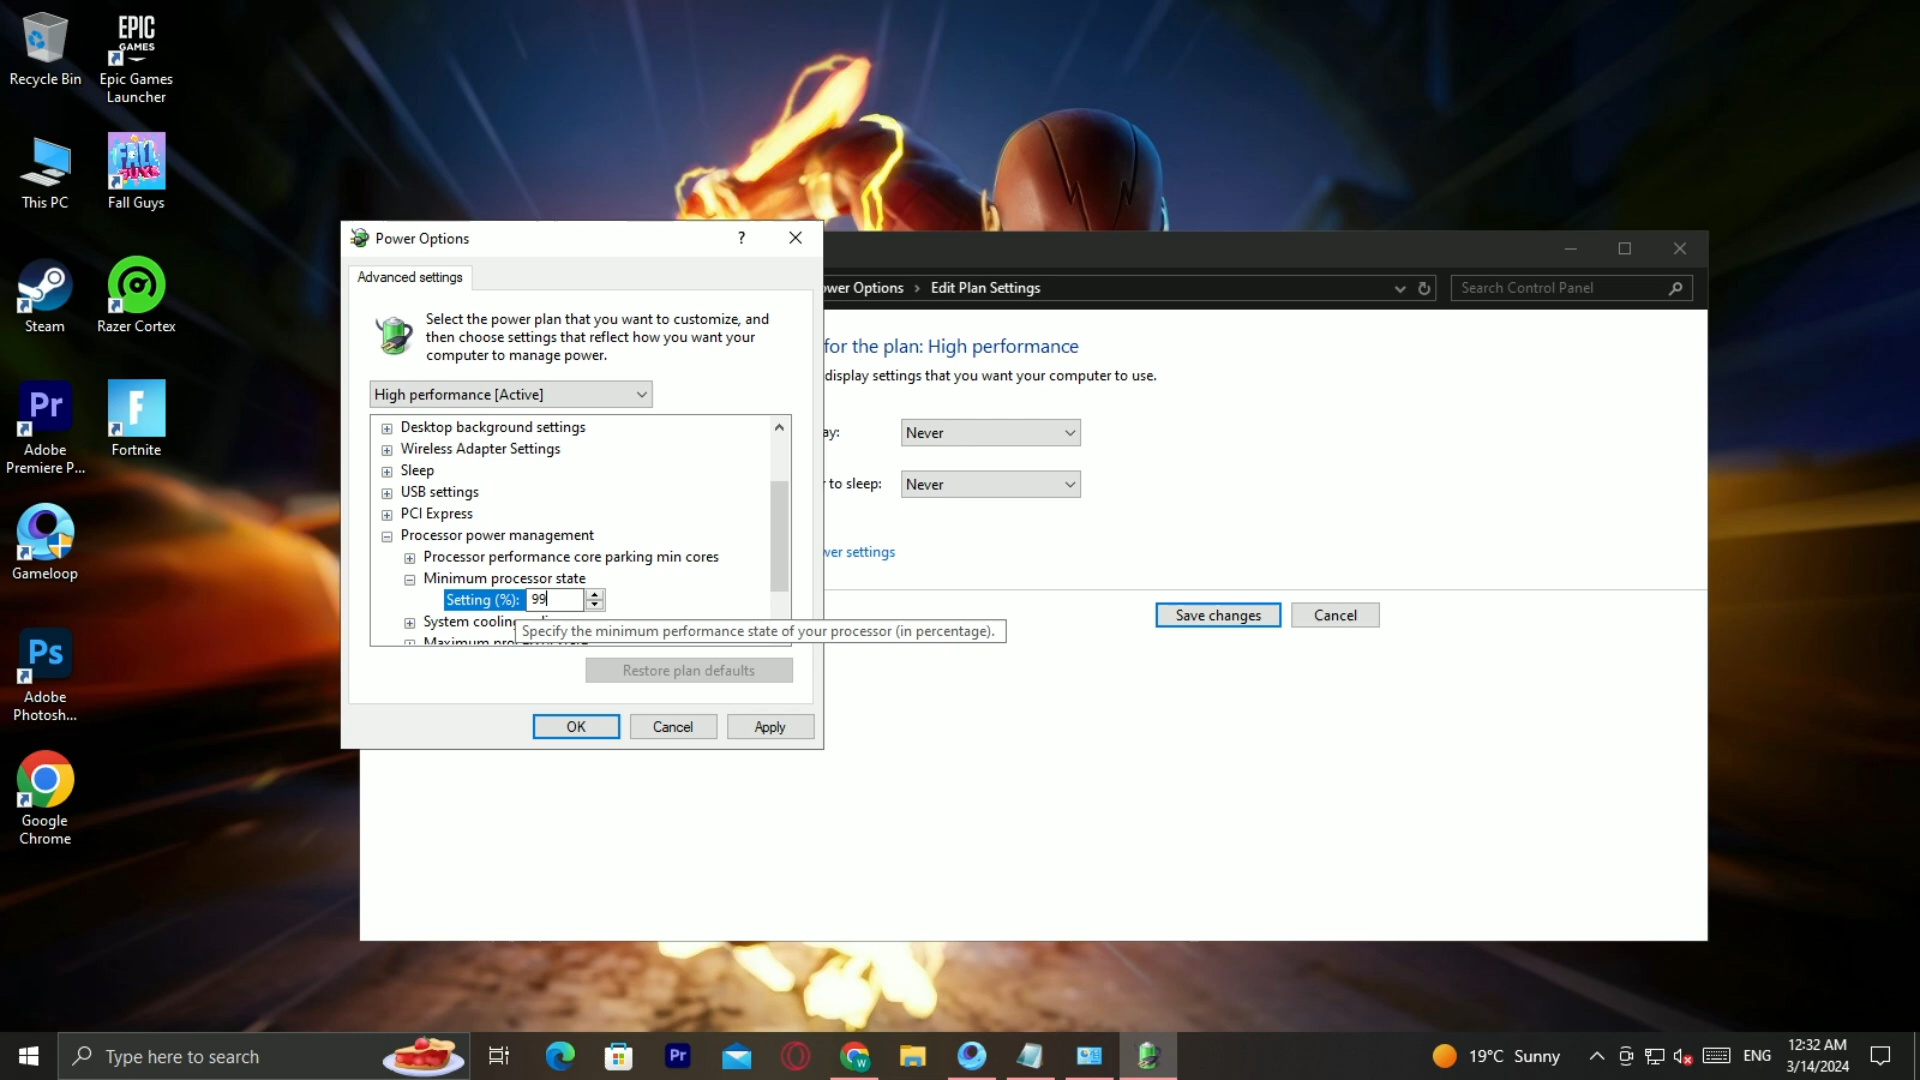 Recycle Bin
EPIC
GAMES
Epic Games
Launcher
This PC
FALL
GUYS
Fall Guys
Steam
Razer Cortex
Pr
Adobe
Premiere P...
F
Fortnite
Gameloop
Ps
Adobe
Photosh...
Google
Chrome
Power Options
?
Advanced settings
Select the power plan that you want to customize, and
then choose settings that reflect how you want your
computer to manage power.
High performance [Active]
Desktop background settings
Wireless Adapter Settings
Sleep
USB settings
PCI Express
Processor power management
Processor performance core parking min cores
Minimum processor state
Setting (%): 99
System cooling
Specify the minimum performance state of your processor (in percentage).
Restore plan defaults
OK
Cancel
Apply
ower Options › Edit Plan Settings
Search Control Panel
for the plan: High performance
display settings that you want your computer to use.
ay:
Never
to sleep:
Never
wer settings
Save changes
Cancel
Type here to search
Pr
W
19°C Sunny
ENG
12:32 AM
3/14/2024